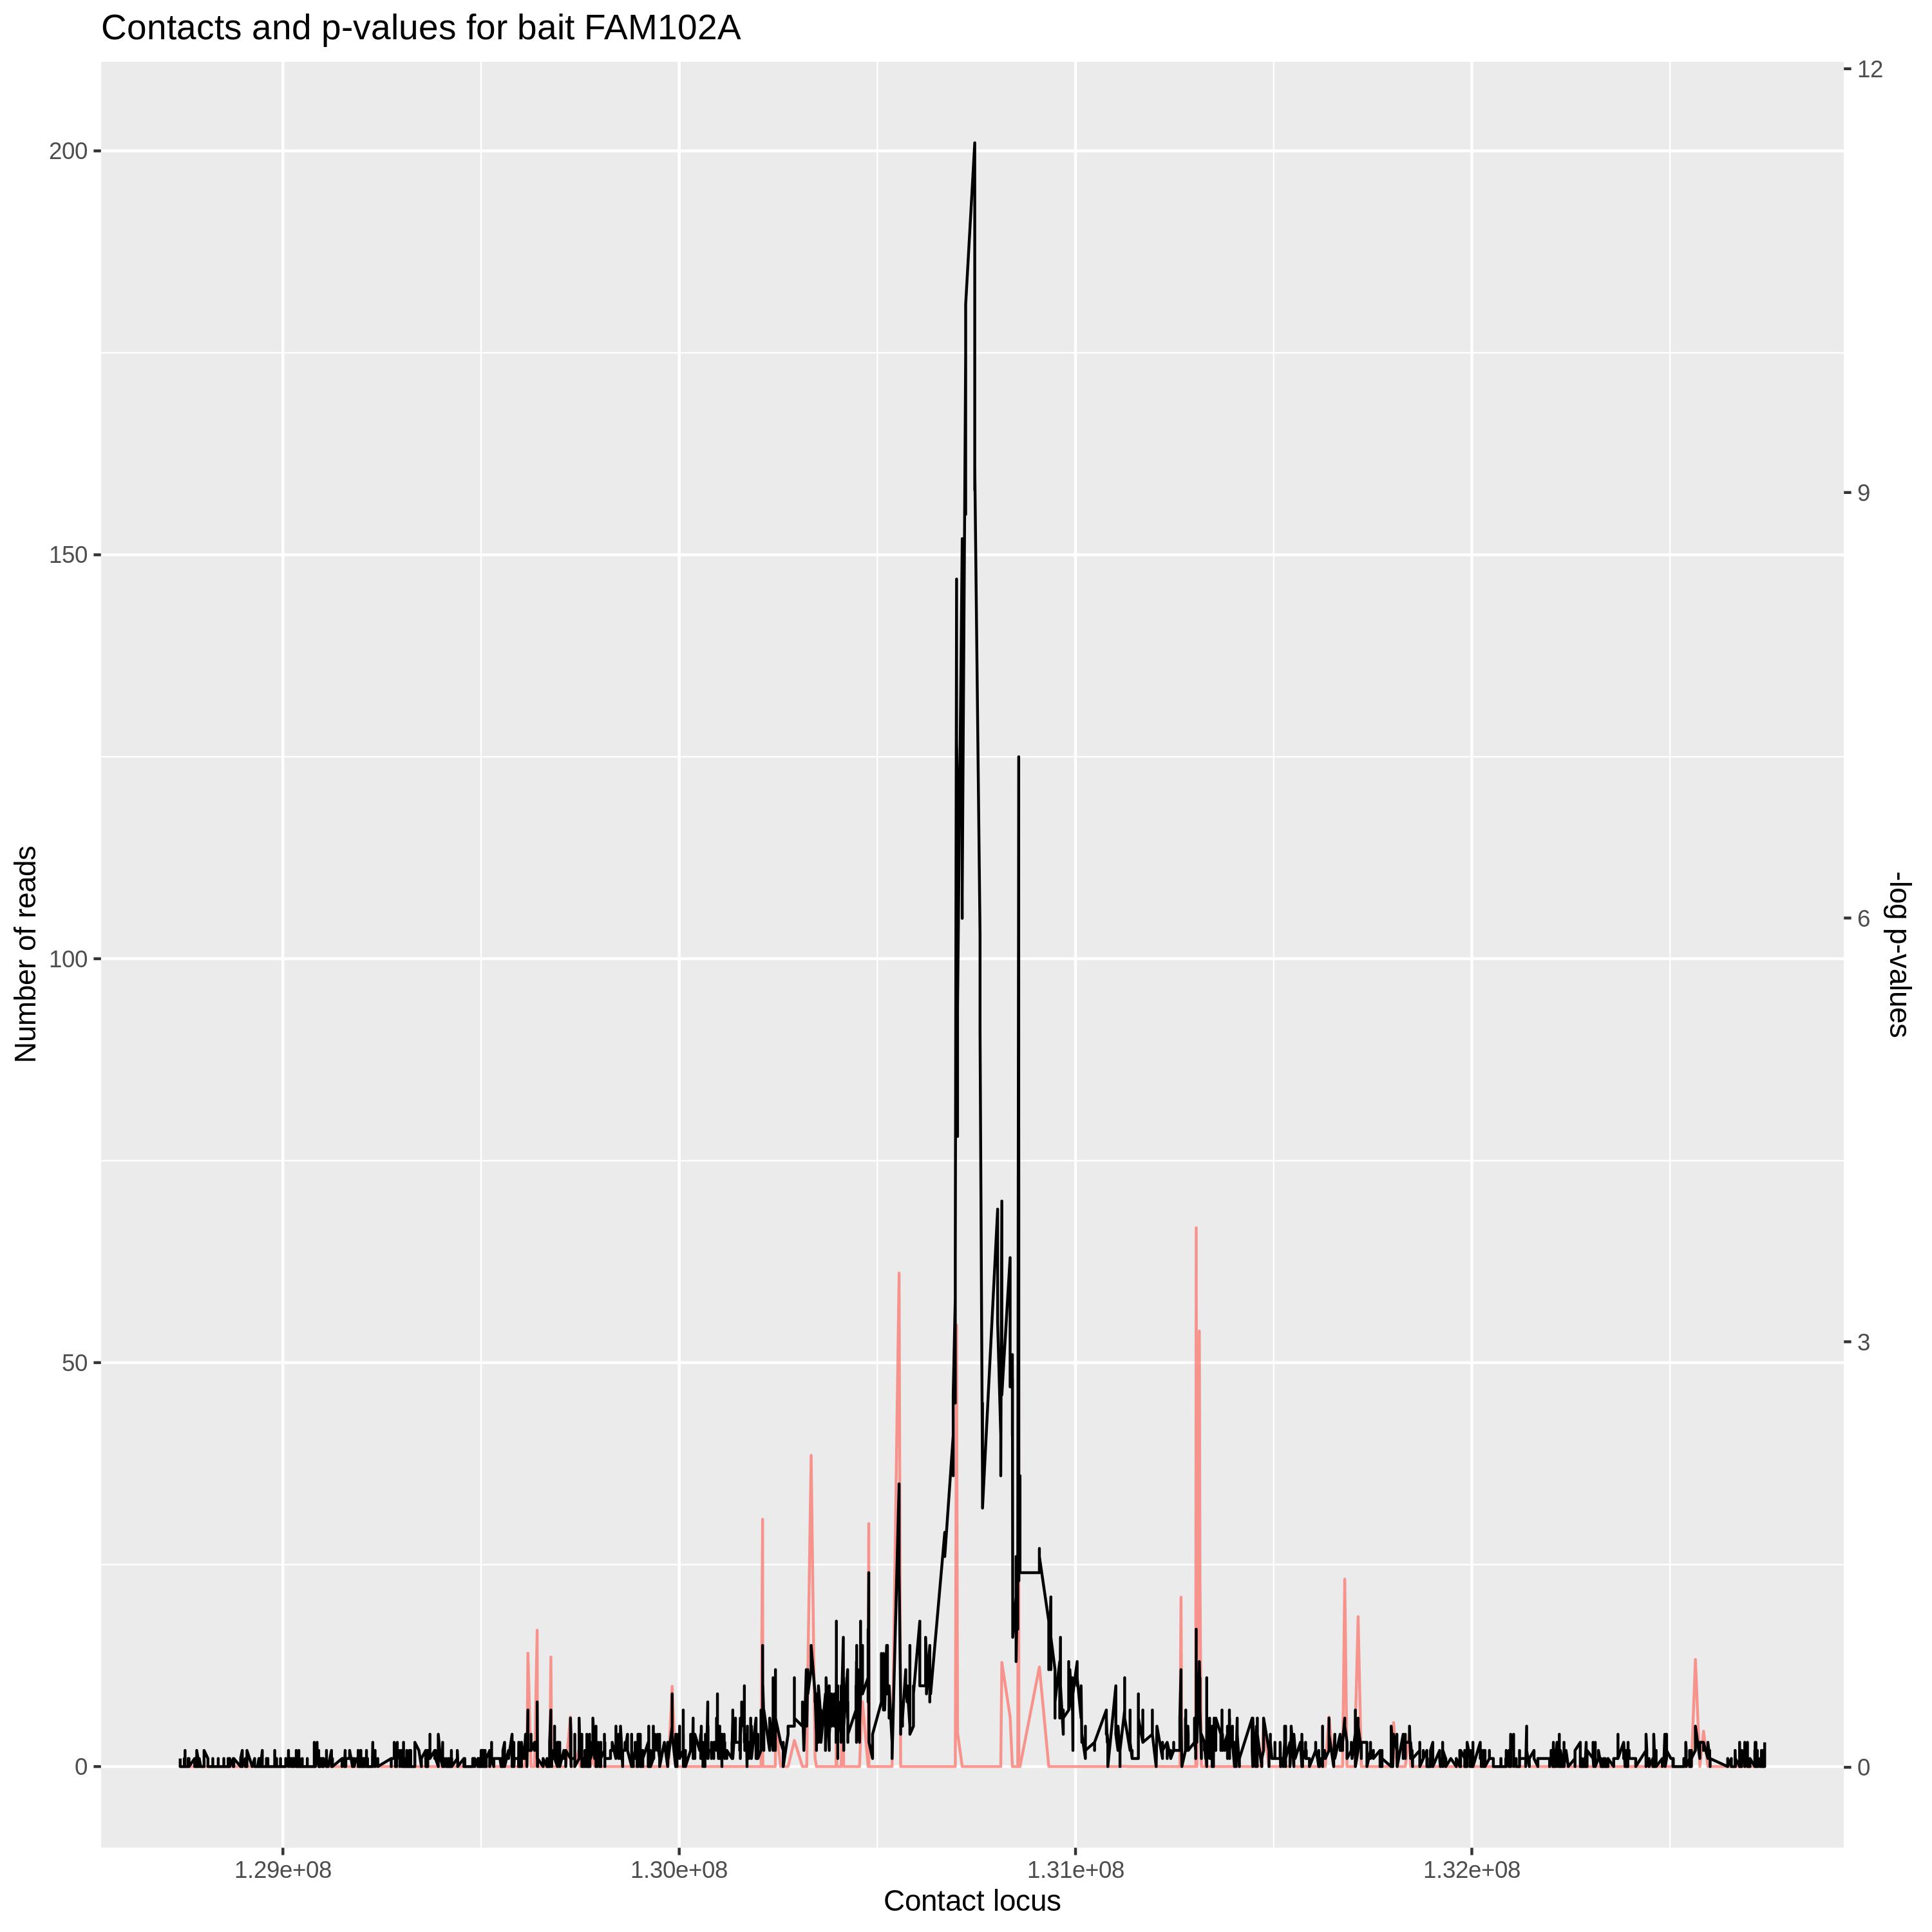 Contacts and p-values for bait FAM102A
200
150
100
50
0
12
9
6
3
0
Number of reads
-log p-values
1.29e+08
1.30e+08
1.31e+08
1.32e+08
Contact locus